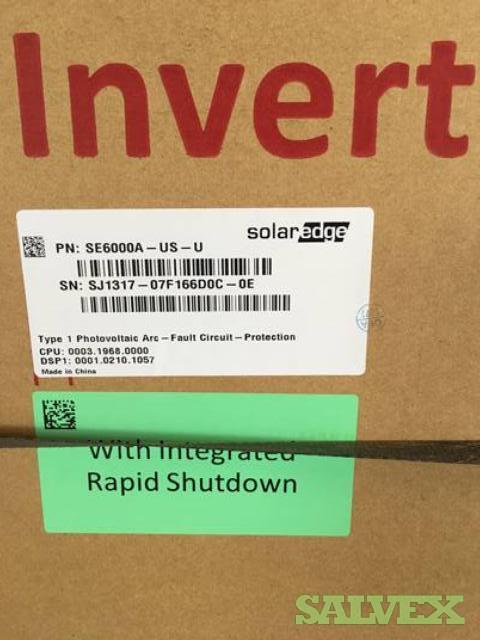 Invert
solaredge
PN: SE6000A-US-U
SN: SJ1317-07F166D0C-0E
Type 1 Photovoltaic Arc-Fault Circuit-Protection
CPU: 0003.1968.0000
DSP1: 0001.0210.1057
Made in China
With Integrated
Rapid Shutdown
SALVEX